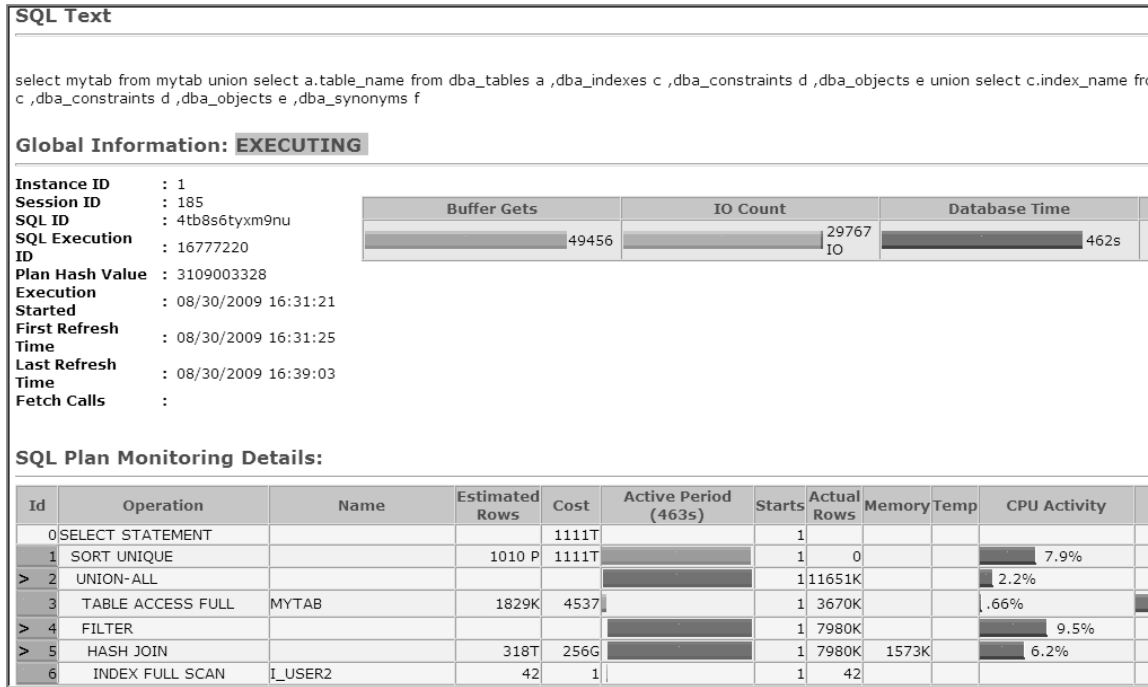 SQL Text
select mytab from mytab union select a.table_name from dba_tables a ,dba_indexes c ,dba_constraints d ,dba_objects e union select c.index_name fro
c ,dba_constraints d ,dba_objects e ,dba_synonyms f
Global Information: EXECUTING
Instance ID : 1
Session ID : 185
SQL ID : 4tb8s6tyxm9nu
SQL Execution ID : 16777220
Plan Hash Value : 3109003328
Execution Started : 08/30/2009 16:31:21
First Refresh Time : 08/30/2009 16:31:25
Last Refresh Time : 08/30/2009 16:39:03
Fetch Calls :
Buffer Gets IO Count Database Time
49456 29767 IO 462s
SQL Plan Monitoring Details:
Id Operation Name Estimated Rows Cost Active Period (463s) Starts Actual Rows Memory Temp CPU Activity
0 SELECT STATEMENT 1111T 1
1 SORT UNIQUE 1010 P 1111T 1 0 7.9%
> 2 UNION-ALL 1 11651K 2.2%
3 TABLE ACCESS FULL MYTAB 1829K 4537 1 3670K .66%
> 4 FILTER 1 7980K 9.5%
> 5 HASH JOIN 318T 256G 1 7980K 1573K 6.2%
6 INDEX FULL SCAN I_USER2 42 1 1 42